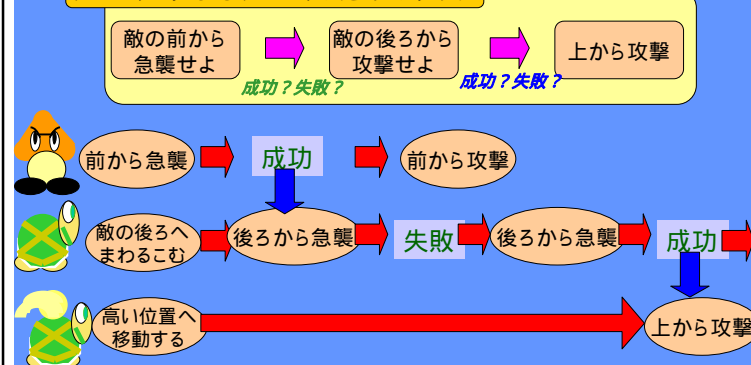 敵の前から
急襲せよ
敵の後ろから
攻撃せよ
上から攻撃
成功？失敗？
成功？失敗？
前から急襲
成功
前から攻撃
敵の後ろへ
まわるこむ
後ろから急襲
失敗
後ろから急襲
成功
高い位置へ
移動する
上から攻撃